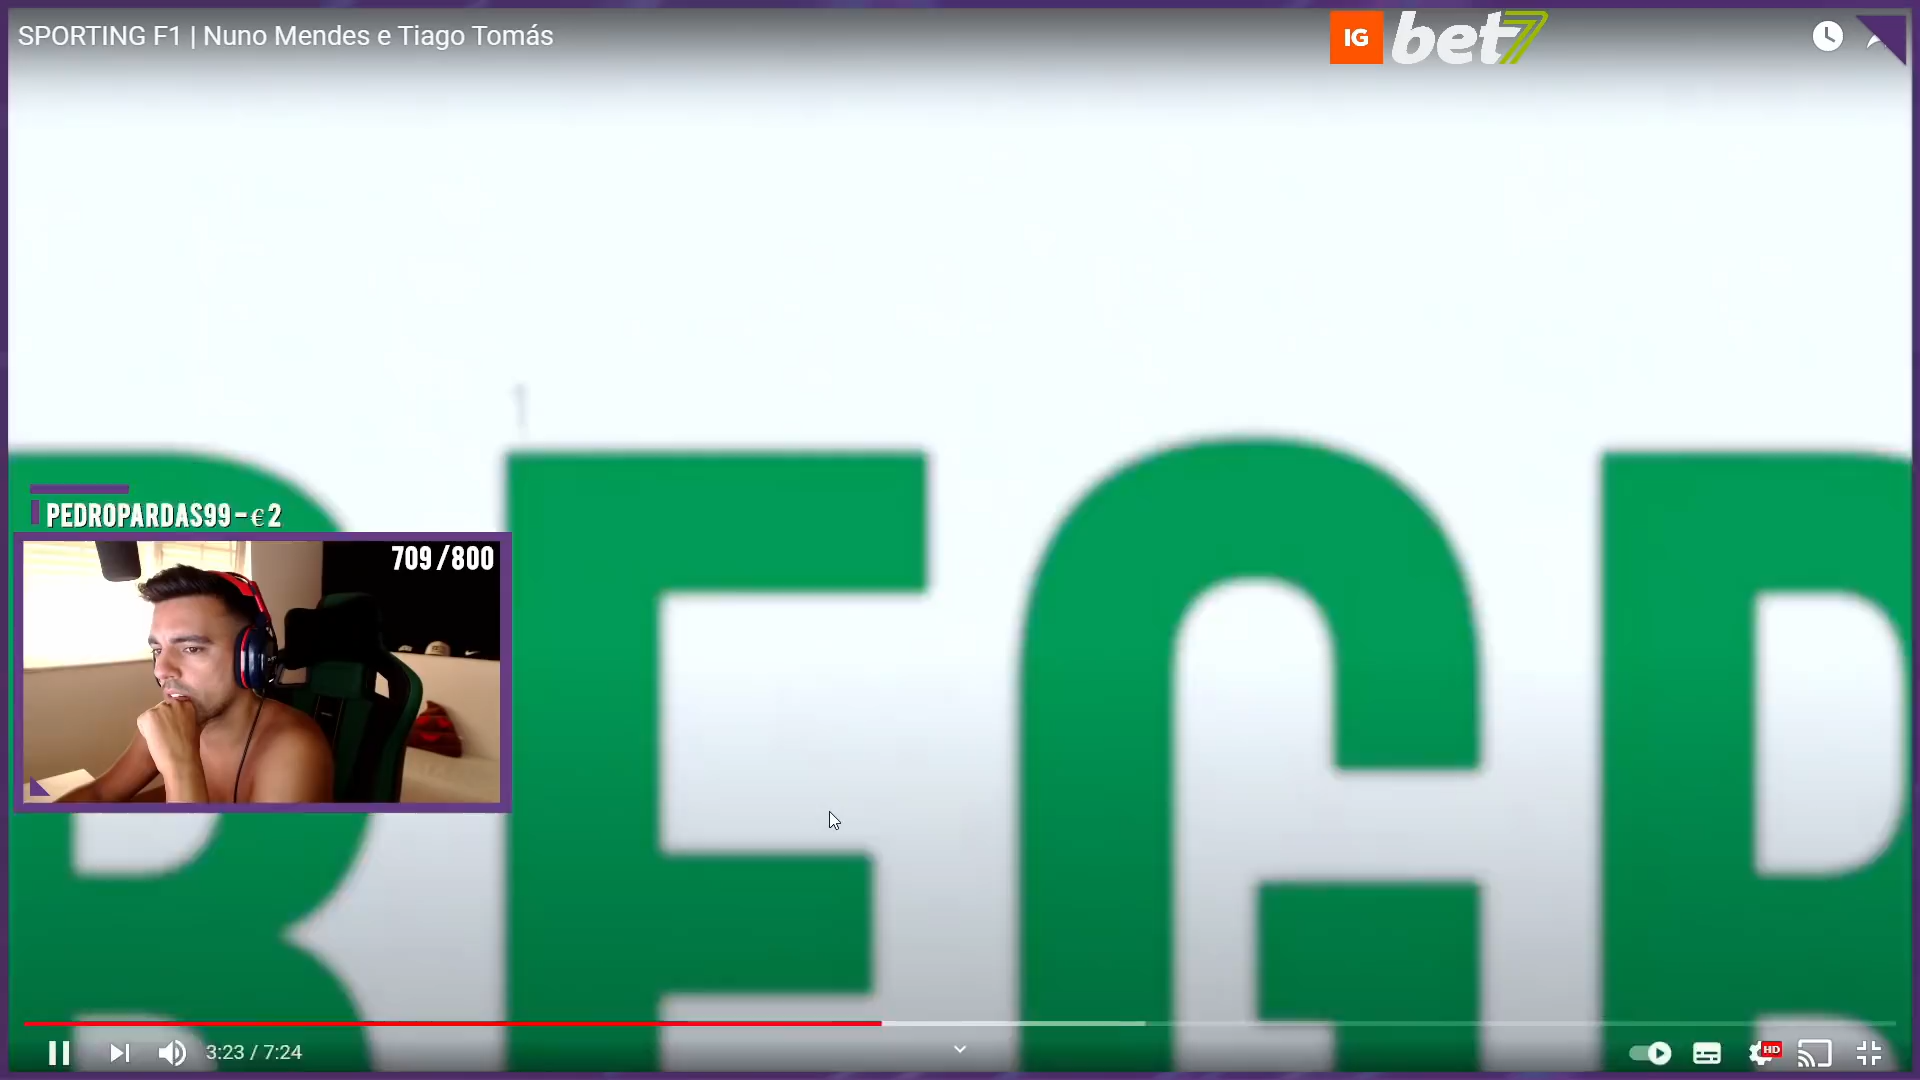 SPORTING F1 | Nuno Mendes e Tiago Tomás
IG bet7
PEDROPARDAS99 - € 2
709 / 800
3:23 / 7:24
HD